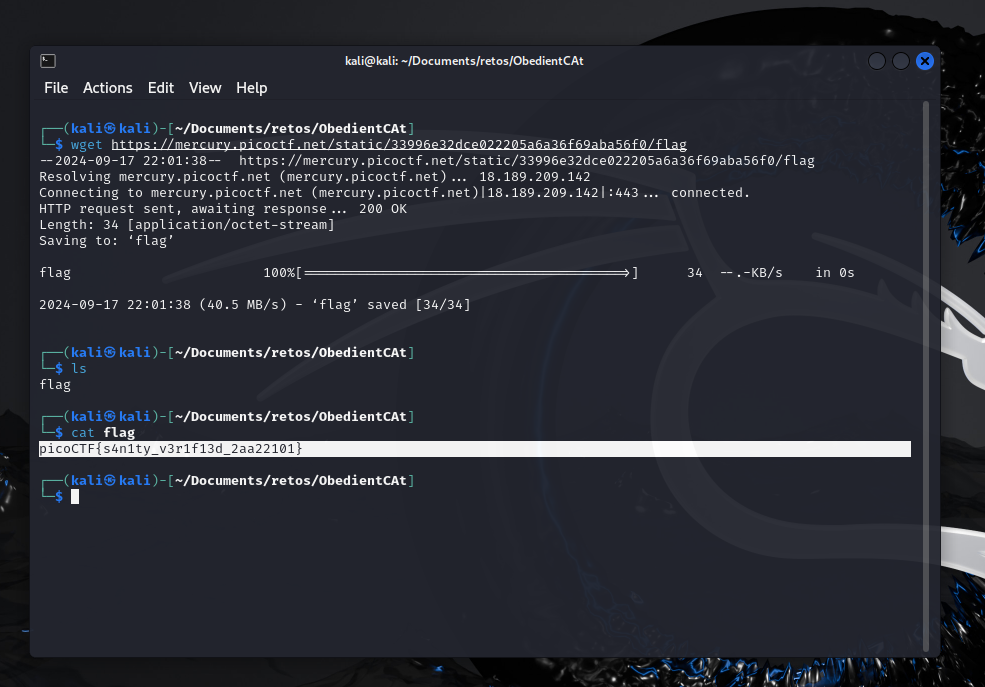 kali@kali: ~/Documents/retos/ObedientCAt
File Actions Edit View Help
┌──(kali㉿kali)-[~/Documents/retos/ObedientCAt]
└─$ wget https://mercury.picoctf.net/static/33996e32dce022205a6a36f69aba56f0/flag
--2024-09-17 22:01:38--  https://mercury.picoctf.net/static/33996e32dce022205a6a36f69aba56f0/flag
Resolving mercury.picoctf.net (mercury.picoctf.net)... 18.189.209.142
Connecting to mercury.picoctf.net (mercury.picoctf.net)|18.189.209.142|:443... connected.
HTTP request sent, awaiting response... 200 OK
Length: 34 [application/octet-stream]
Saving to: ‘flag’
flag                            100%[=========================================>]      34  --.-KB/s    in 0s
2024-09-17 22:01:38 (40.5 MB/s) - ‘flag’ saved [34/34]
┌──(kali㉿kali)-[~/Documents/retos/ObedientCAt]
└─$ ls
flag
┌──(kali㉿kali)-[~/Documents/retos/ObedientCAt]
└─$ cat flag
picoCTF{s4n1ty_v3r1f13d_2aa22101}
┌──(kali㉿kali)-[~/Documents/retos/ObedientCAt]
└─$